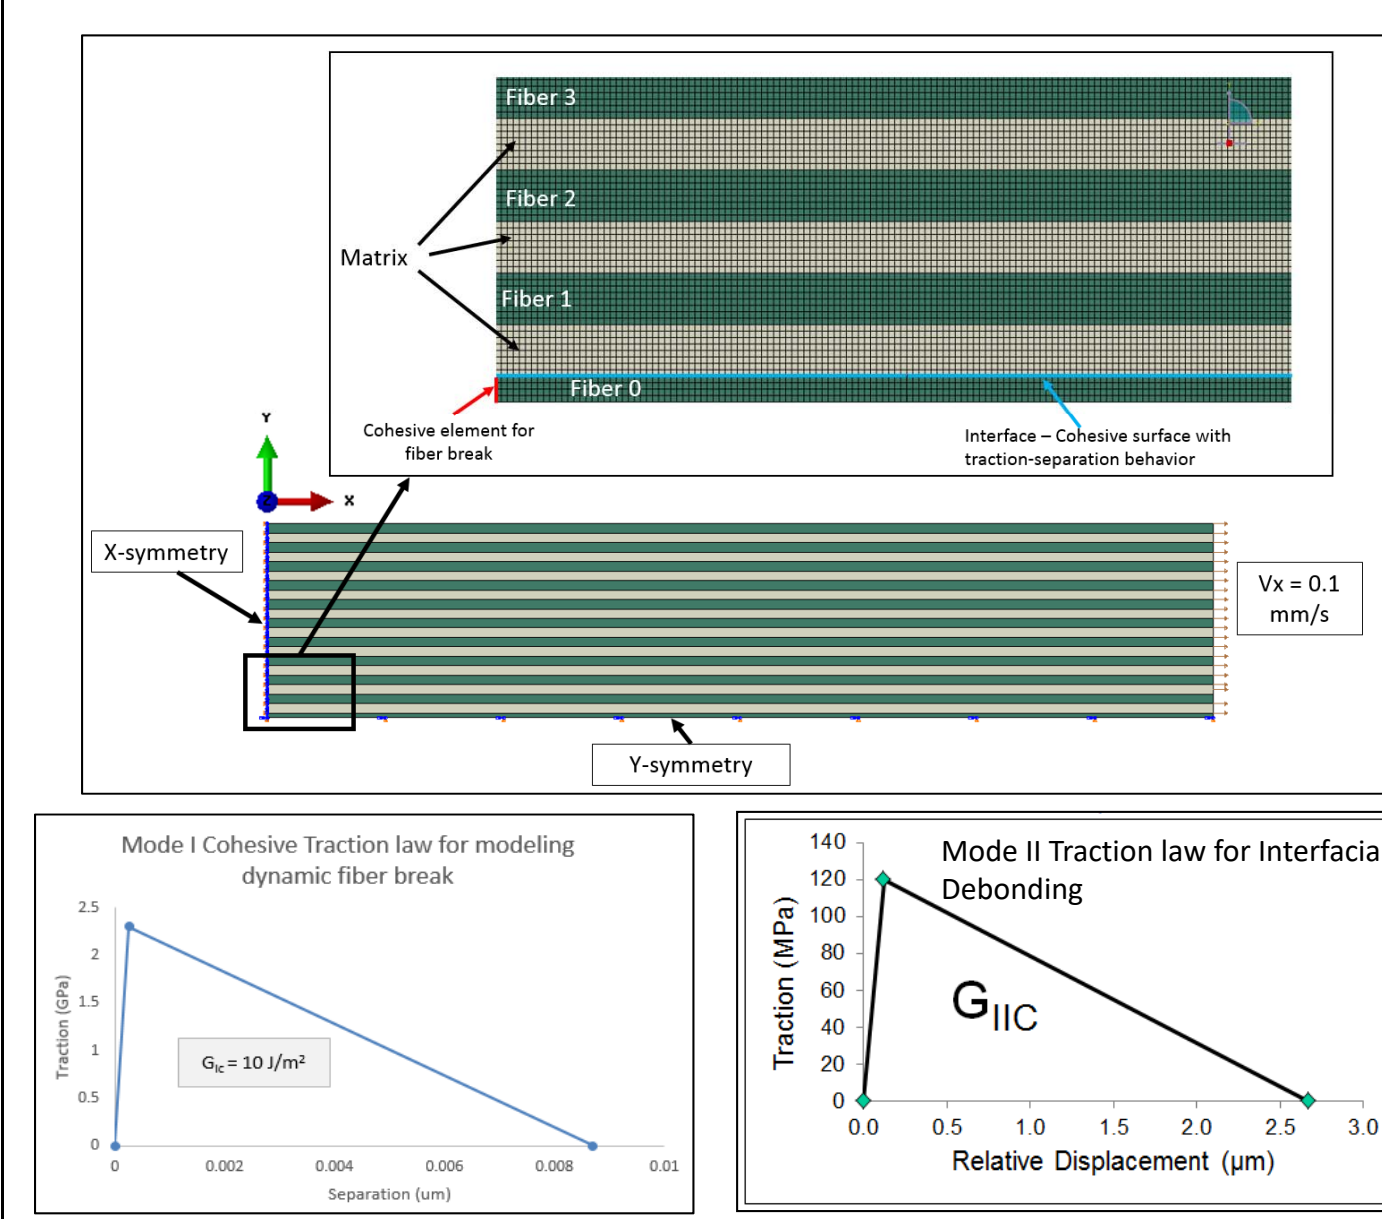 Fiber 3
Fiber 2
Matrix
Fiber 1
Fiber 0
Cohesive element for
fiber break
Interface – Cohesive surface with
traction-separation behavior
Y
Z
X
X-symmetry
Vx = 0.1
mm/s
Y-symmetry
Mode I Cohesive Traction law for modeling
dynamic fiber break
2.5
2
1.5
1
0.5
0
Traction (GPa)
GIc = 10 J/m²
0
0.002
0.004
0.006
0.008
0.01
Separation (um)
Mode II Traction law for Interfacia
Debonding
140
120
100
80
60
40
20
0
Traction (MPa)
GIIC
0.0
0.5
1.0
1.5
2.0
2.5
3.0
Relative Displacement (µm)